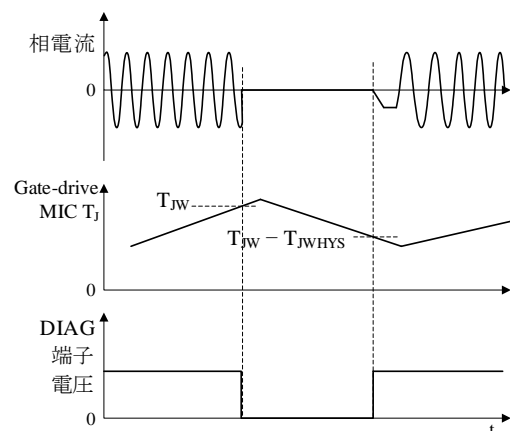 相電流
0
Gate-drive
MIC TJ
TJW
TJW − TJWHYS
0
DIAG
端子
電圧
0
t